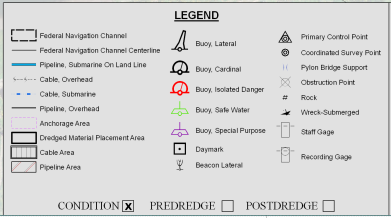 LEGEND
Federal Navigation Channel
Federal Navigation Channel Centerline
Pipeline, Submarine On Land Line
Cable, Overhead
Cable, Submarine
Pipeline, Overhead
Anchorage Area
Dredged Material Placement Area
Cable Area
Pipeline Area
Buoy, Lateral
Buoy, Cardinal
Buoy, Isolated Danger
Buoy, Safe Water
Buoy, Special Purpose
Daymark
Beacon Lateral
Primary Control Point
Coordinated Survey Point
Pylon Bridge Support
Obstruction Point
# Rock
Wreck-Submerged
Staff Gage
Recording Gage
CONDITION X PREDREDGE POSTDREDGE